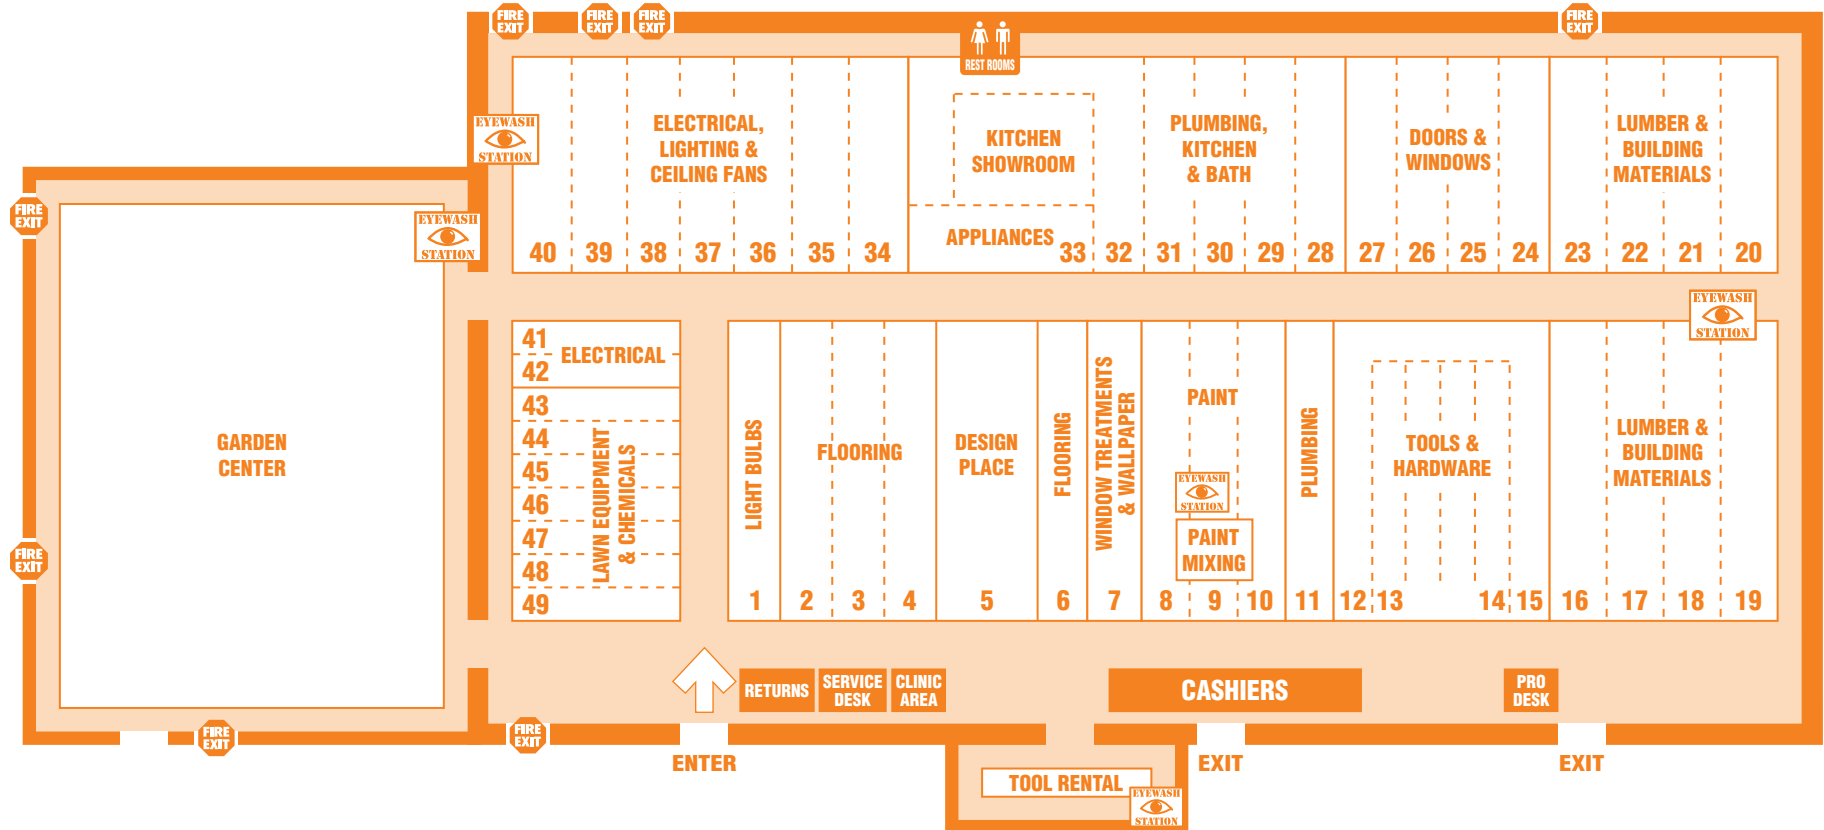 FIRE
EXIT
FIRE
EXIT
FIRE
EXIT
FIRE
EXIT
REST ROOMS
EYEWASH
STATION
ELECTRICAL,
LIGHTING &
CEILING FANS
KITCHEN
SHOWROOM
PLUMBING,
KITCHEN
& BATH
DOORS &
WINDOWS
LUMBER &
BUILDING
MATERIALS
FIRE
EXIT
EYEWASH
STATION
APPLIANCES
40 39 38 37 36 35 34 33 32 31 30 29 28 27 26 25 24 23 22 21 20
EYEWASH
STATION
41
42
ELECTRICAL
43
44
45
46
47
48
49
LAWN EQUIPMENT
& CHEMICALS
GARDEN
CENTER
LIGHT BULBS
FLOORING
DESIGN
PLACE
FLOORING
WINDOW TREATMENTS
& WALLPAPER
PAINT
EYEWASH
STATION
PAINT
MIXING
PLUMBING
TOOLS &
HARDWARE
LUMBER &
BUILDING
MATERIALS
1 2 3 4 5 6 7 8 9 10 11 12 13 14 15 16 17 18 19
FIRE
EXIT
FIRE
EXIT
FIRE
EXIT
RETURNS
SERVICE
DESK
CLINIC
AREA
CASHIERS
PRO
DESK
ENTER
EXIT
EXIT
TOOL RENTAL
EYEWASH
STATION